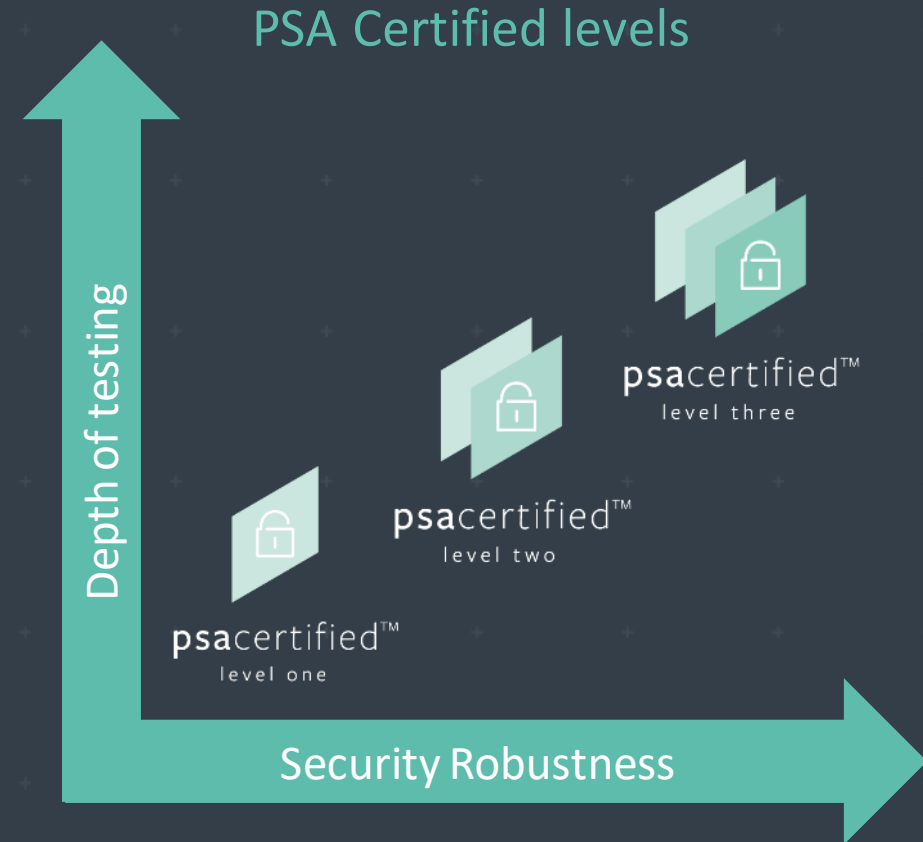 PSA Certified levels
Depth of testing
psacertified™
level three
psacertified™
level two
psacertified™
level one
Security Robustness